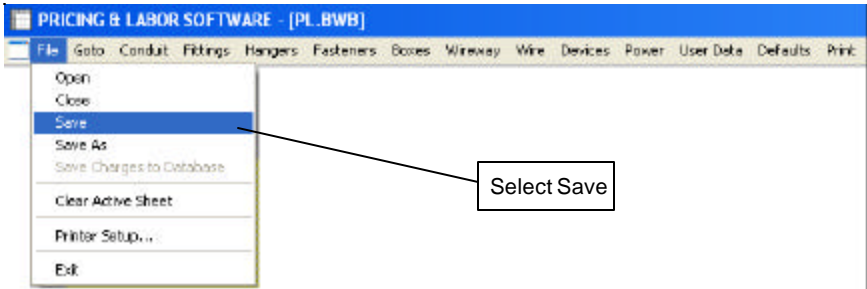 PRICING & LABOR SOFTWARE - [PL.BWB]
File Goto Conduit Fittings Hangers Fasteners Boxes Wireway Wire Devices Power User Data Defaults Print
Open
Close
Save
Save As
Save Charges to Database
Clear Active Sheet
Printer Setup...
Exit
Select Save